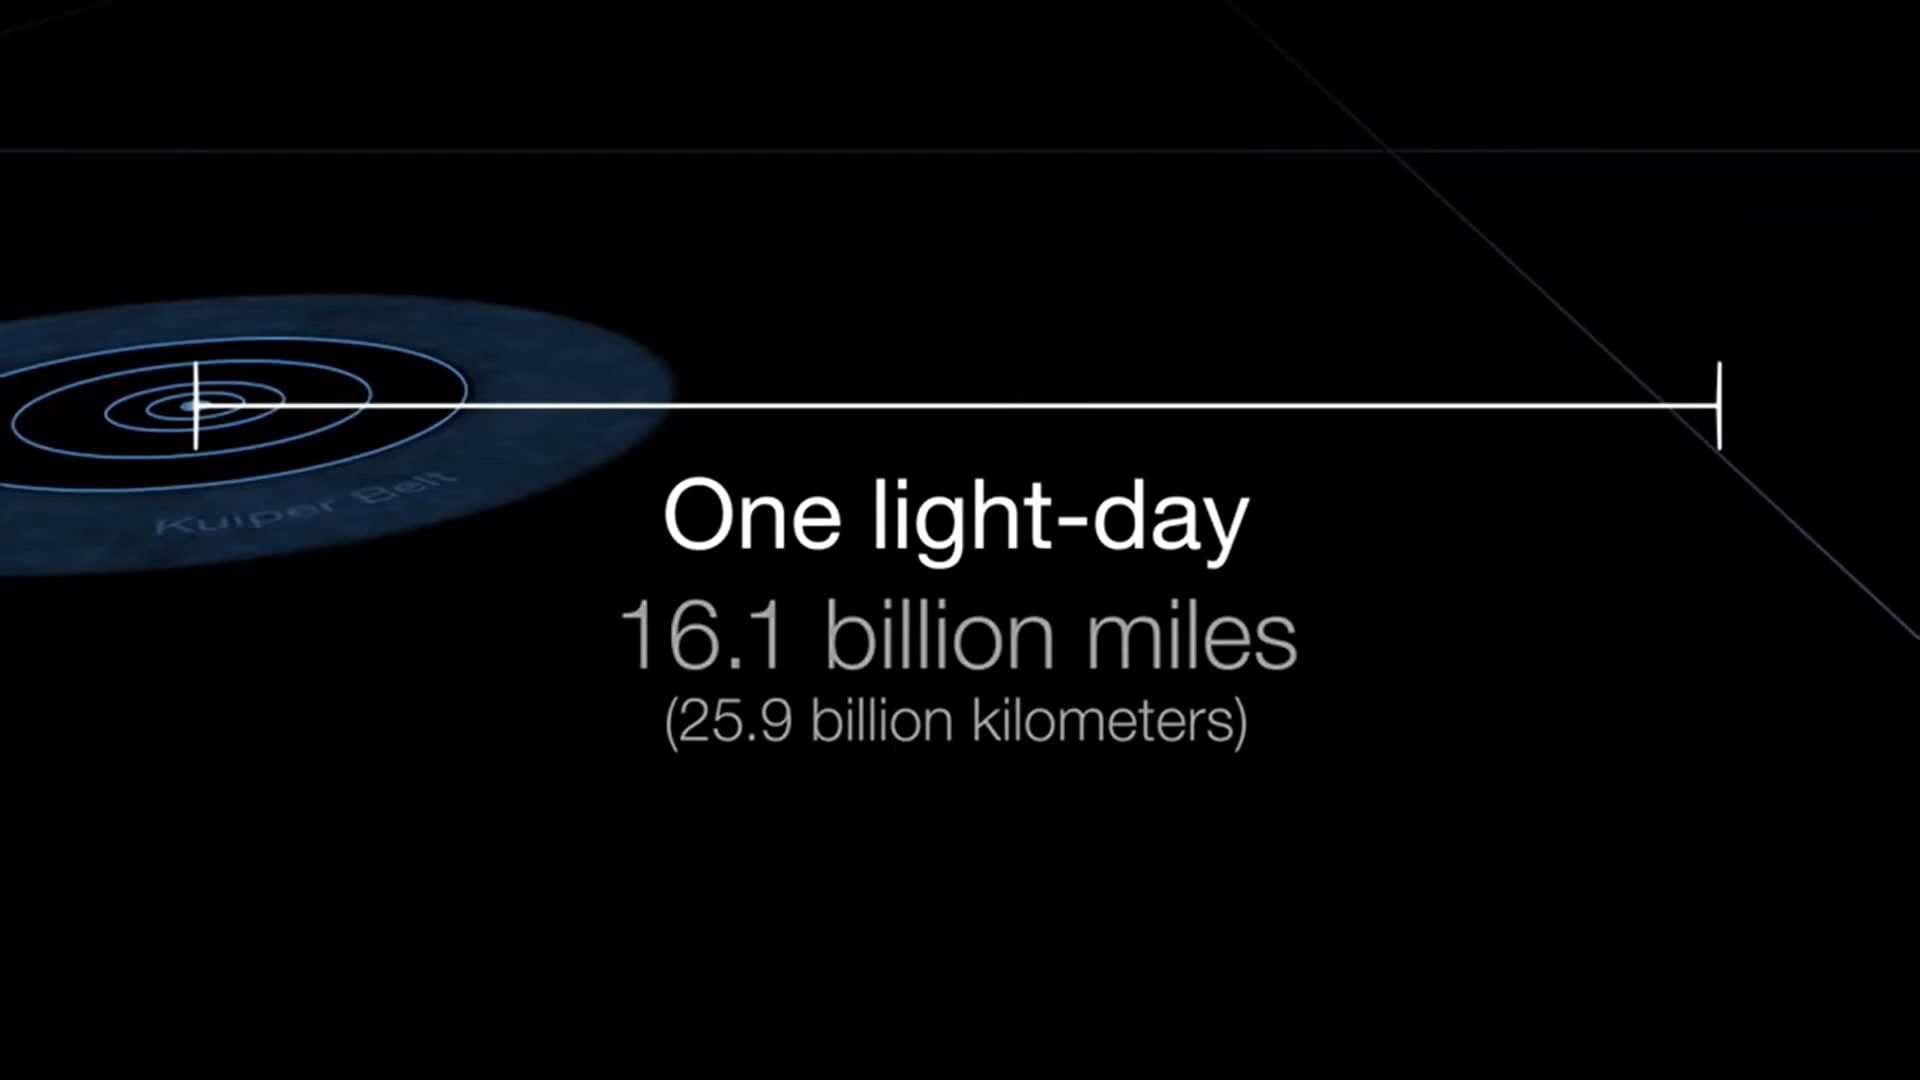 Kuiper Belt
One light-day
16.1 billion miles
(25.9 billion kilometers)